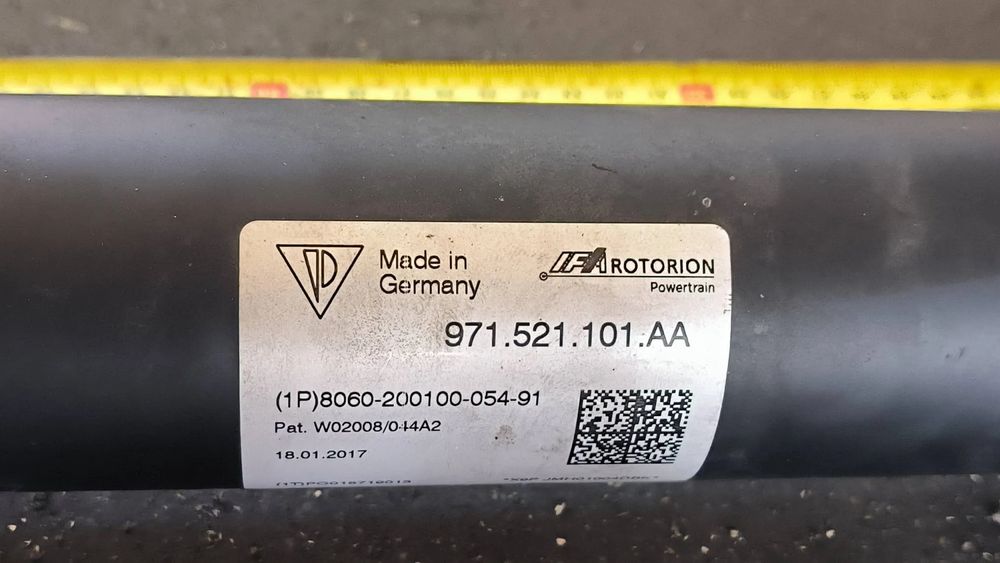 Made in
Germany
IFA ROTORION
Powertrain
971.521.101.AA
(1P)8060-200100-054-91
Pat. WO2008/044A2
18.01.2017